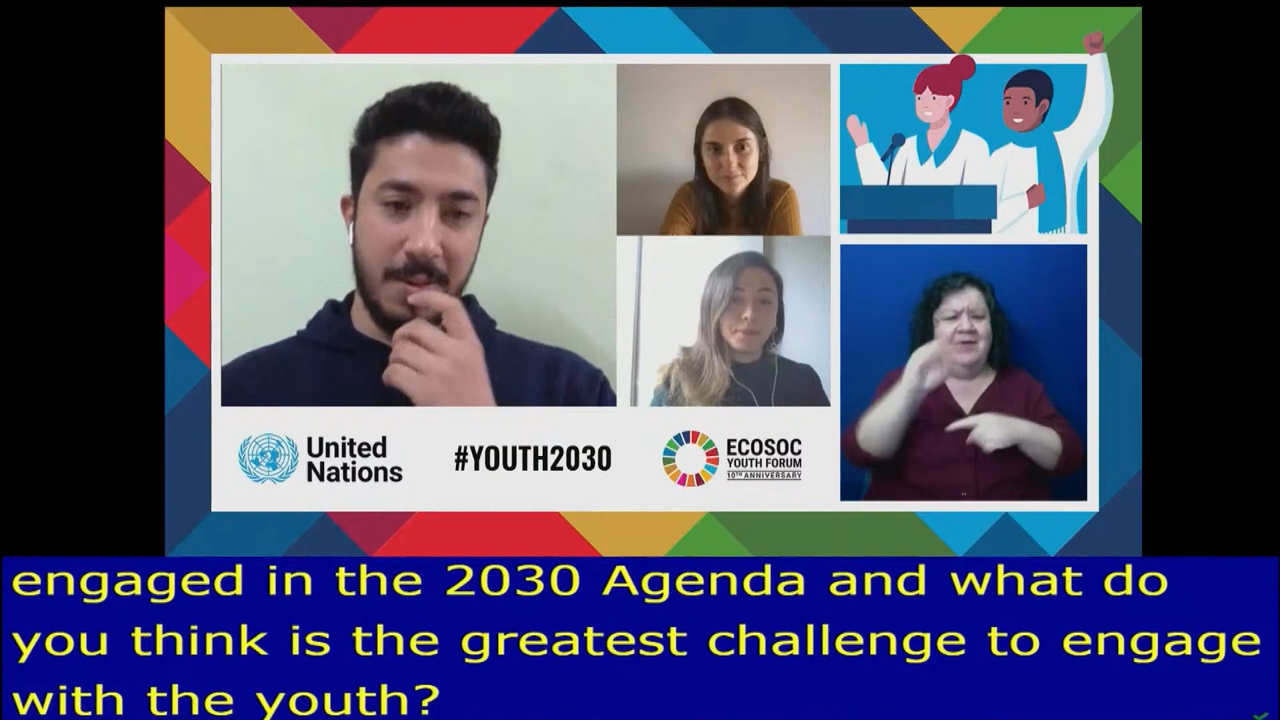 United
Nations
#YOUTH2030
ECOSOC
YOUTH FORUM
10TH ANNIVERSARY
engaged in the 2030 Agenda and what do
you think is the greatest challenge to engage
with the youth?